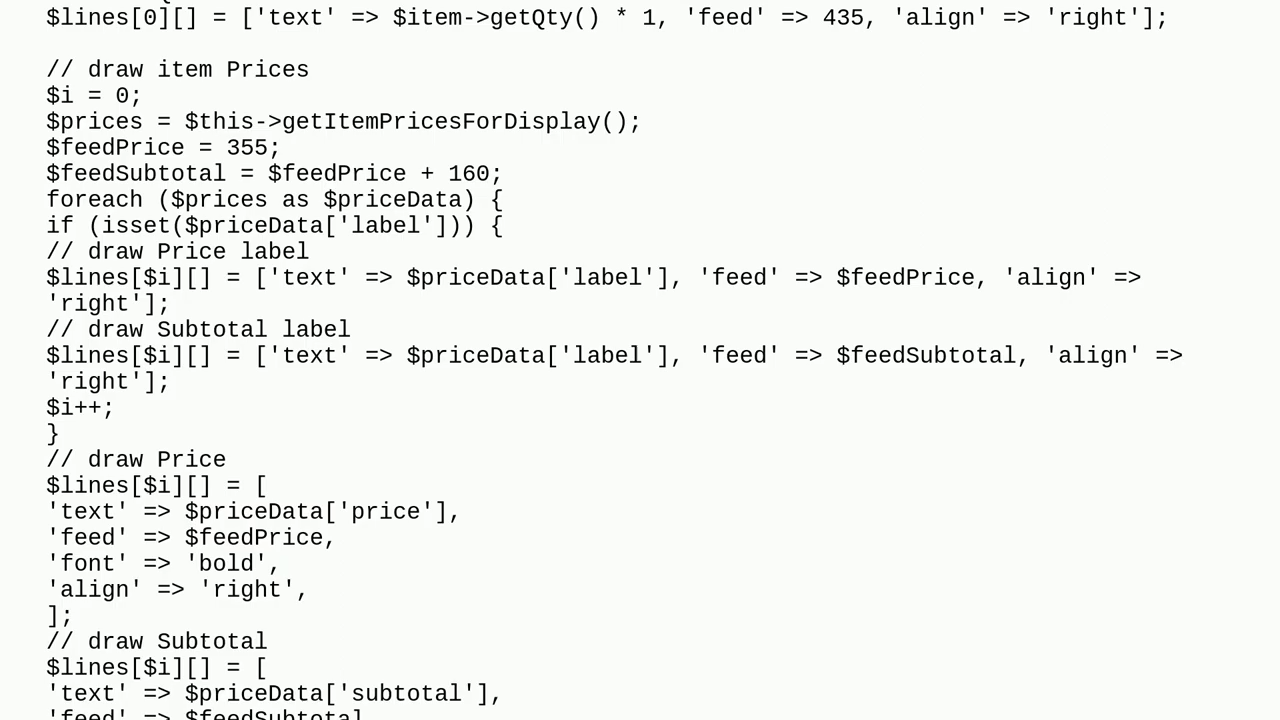 $lines[0][] = ['text' => $item->getQty() * 1, 'feed' => 435, 'align' => 'right'];
// draw item Prices
$i = 0;
$prices = $this->getItemPricesForDisplay();
$feedPrice = 355;
$feedSubtotal = $feedPrice + 160;
foreach ($prices as $priceData) {
if (isset($priceData['label'])) {
// draw Price label
$lines[$i][] = ['text' => $priceData['label'], 'feed' => $feedPrice, 'align' =>
'right'];
// draw Subtotal label
$lines[$i][] = ['text' => $priceData['label'], 'feed' => $feedSubtotal, 'align' =>
'right'];
$i++;
}
// draw Price
$lines[$i][] = [
'text' => $priceData['price'],
'feed' => $feedPrice,
'font' => 'bold',
'align' => 'right',
];
// draw Subtotal
$lines[$i][] = [
'text' => $priceData['subtotal'],
'feed' => $feedSubtotal